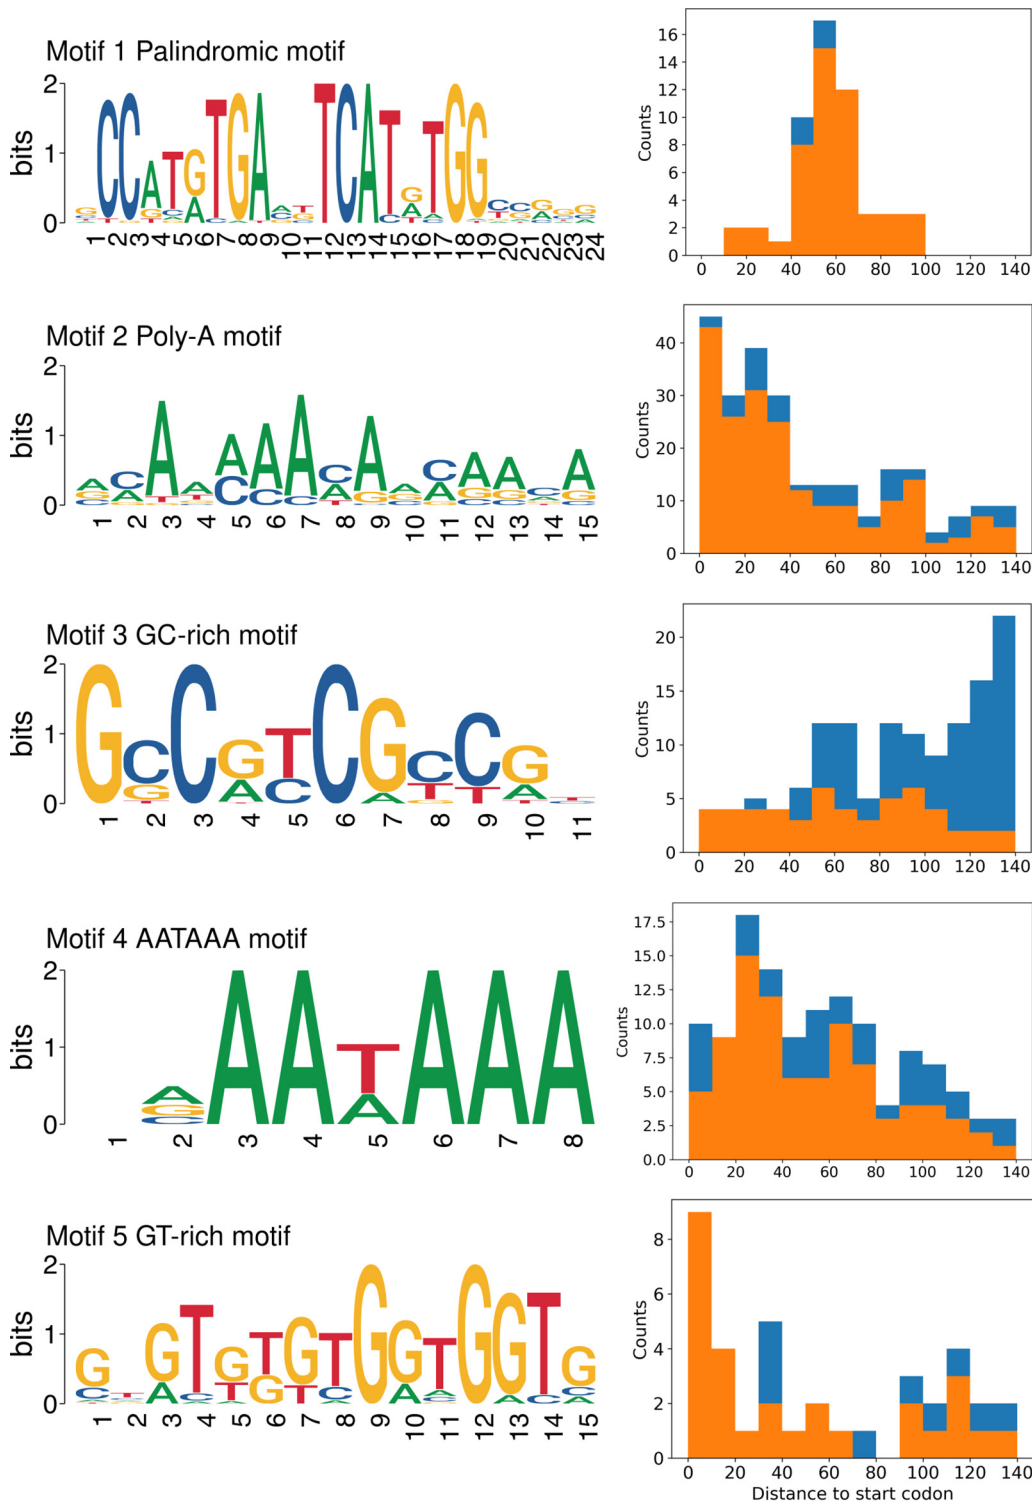 Motif 1 Palindromic motif
2
1
0
bits
1 2 3 4 5 6 7 8 9 10 11 12 13 14 15 16 17 18 19 20 21 22 23 24
16
14
12
10
8
6
4
2
0
Counts
0 20 40 60 80 100 120 140
Motif 2 Poly-A motif
2
1
0
bits
1 2 3 4 5 6 7 8 9 10 11 12 13 14 15
40
30
20
10
0
Counts
0 20 40 60 80 100 120 140
Motif 3 GC-rich motif
2
1
0
bits
1 2 3 4 5 6 7 8 9 10 11
20
15
10
5
0
Counts
0 20 40 60 80 100 120 140
Motif 4 AATAAA motif
2
1
0
bits
1 2 3 4 5 6 7 8
17.5
15.0
12.5
10.0
7.5
5.0
2.5
0.0
Counts
0 20 40 60 80 100 120 140
Motif 5 GT-rich motif
2
1
0
bits
1 2 3 4 5 6 7 8 9 10 11 12 13 14 15
8
6
4
2
0
Counts
0 20 40 60 80 100 120 140
Distance to start codon